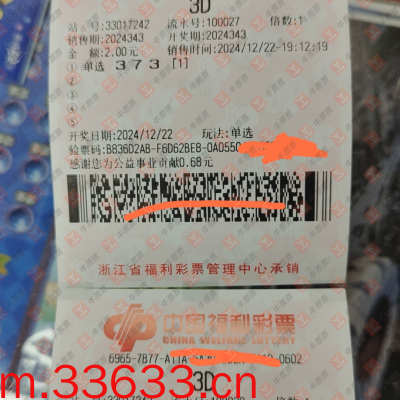 3D
站 号:33017242 流水号:100027 倍数:1
销售期:2024343 开奖期:2024343
金 额:2.00元 销售时间:2024/12/22-19:12:19
① 单选 3 7 3 [1]
②
③
④
⑤
开奖日期:2024/12/22 玩法:单选
验票码:B836D2AB-F6D62BEB-0A0550
感谢您为公益事业贡献0.68元
浙江省福利彩票管理中心承销
中国福利彩票
CHINA WELFARE LOTTERY
6965-7B77-A11A- -0602
m.33633.cn
3D